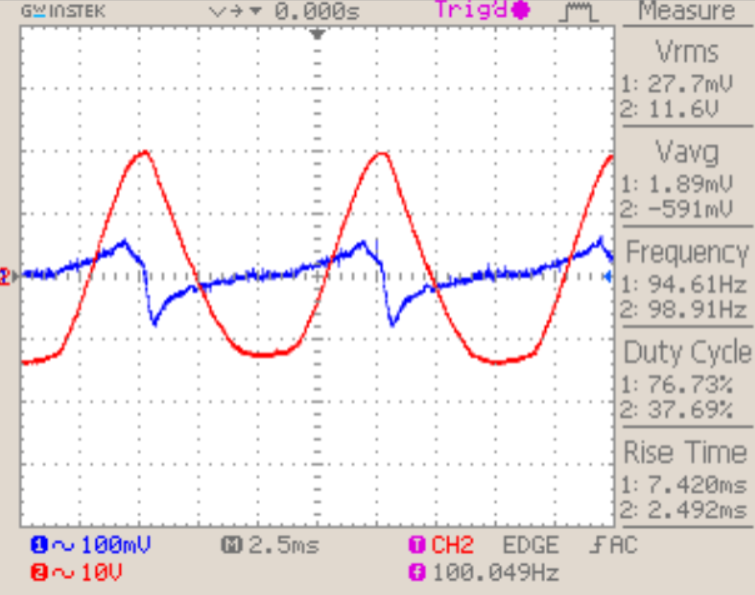 GWINSTEK 0.000s Trig'd Measure
Vrms
1: 27.7mV
2: 11.6V
Vavg
1: 1.89mV
2: -591mV
Frequency
1: 94.61Hz
2: 98.91Hz
Duty Cycle
1: 76.73%
2: 37.69%
Rise Time
1: 7.420ms
2: 2.492ms
1 ~ 100mV M 2.5ms T CH2 EDGE AC
2 ~ 10V f 100.049Hz